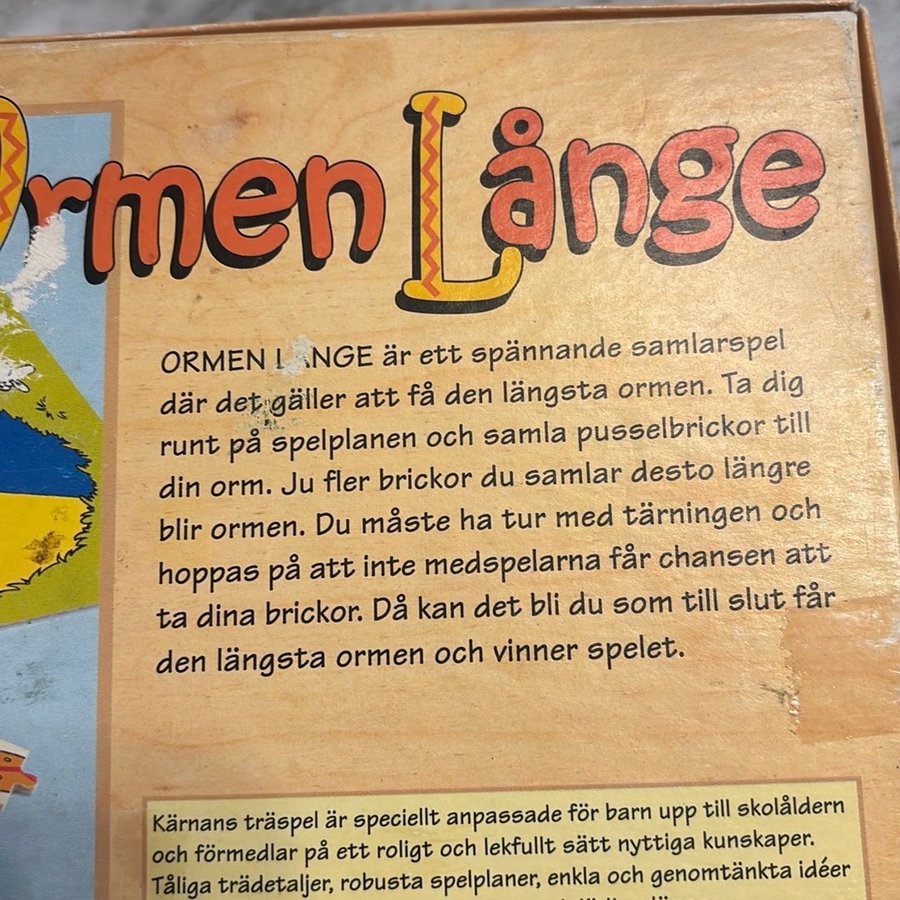 Ormen Långe
ORMEN LÅNGE är ett spännande samlarspel
där det gäller att få den längsta ormen. Ta dig
runt på spelplanen och samla pusselbrickor till
din orm. Ju fler brickor du samlar desto längre
blir ormen. Du måste ha tur med tärningen och
hoppas på att inte medspelarna får chansen att
ta dina brickor. Då kan det bli du som till slut får
den längsta ormen och vinner spelet.
Kärnans träspel är speciellt anpassade för barn upp till skolåldern
och förmedlar på ett roligt och lekfullt sätt nyttiga kunskaper.
Tåliga trädetaljer, robusta spelplaner, enkla och genomtänkta idéer